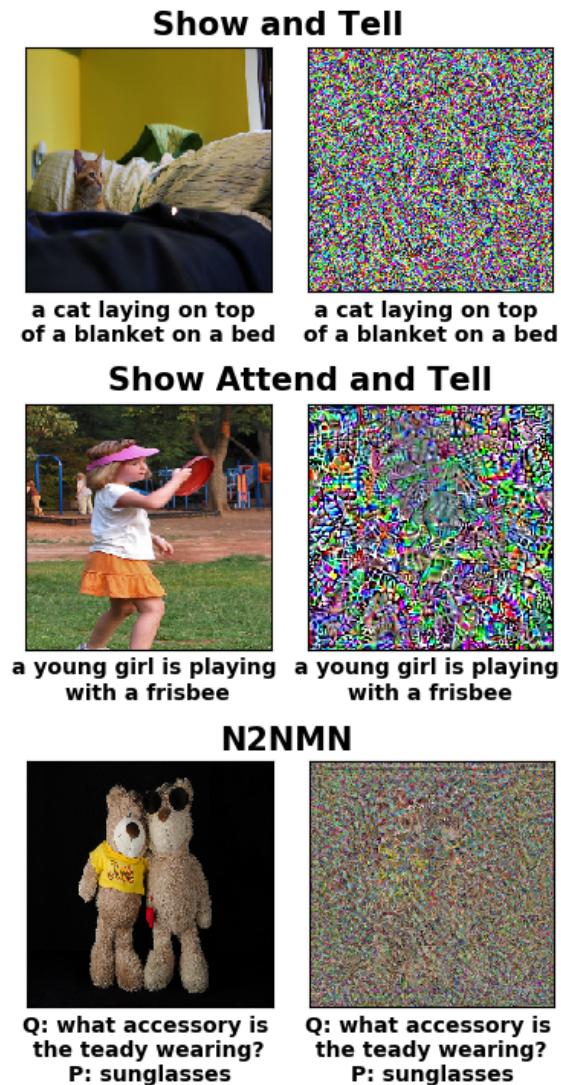 Show and Tell
a cat laying on top
of a blanket on a bed
a cat laying on top
of a blanket on a bed
Show Attend and Tell
a young girl is playing
with a frisbee
a young girl is playing
with a frisbee
N2NMN
Q: what accessory is
the teady wearing?
P: sunglasses
Q: what accessory is
the teady wearing?
P: sunglasses